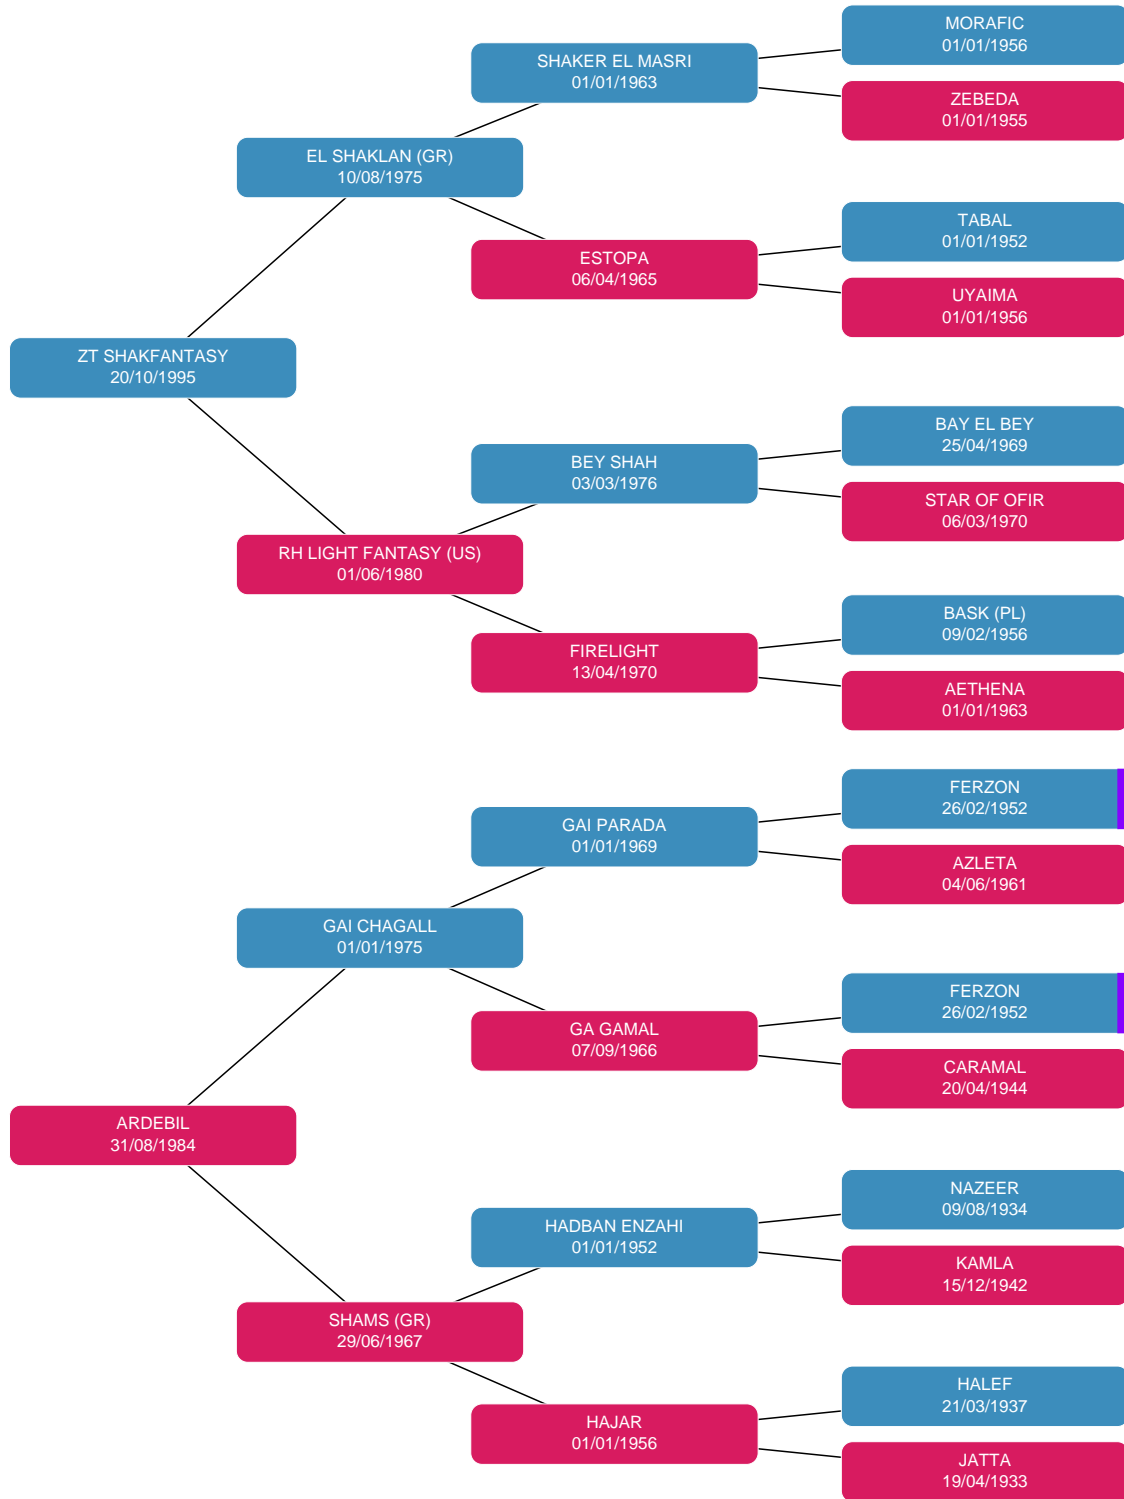 MORAFIC
01/01/1956
SHAKER EL MASRI
01/01/1963
ZEBEDA
01/01/1955
EL SHAKLAN (GR)
10/08/1975
TABAL
01/01/1952
ESTOPA
06/04/1965
UYAIMA
01/01/1956
ZT SHAKFANTASY
20/10/1995
BAY EL BEY
25/04/1969
BEY SHAH
03/03/1976
STAR OF OFIR
06/03/1970
RH LIGHT FANTASY (US)
01/06/1980
BASK (PL)
09/02/1956
FIRELIGHT
13/04/1970
AETHENA
01/01/1963
FERZON
26/02/1952
GAI PARADA
01/01/1969
AZLETA
04/06/1961
GAI CHAGALL
01/01/1975
FERZON
26/02/1952
GA GAMAL
07/09/1966
CARAMAL
20/04/1944
ARDEBIL
31/08/1984
NAZEER
09/08/1934
HADBAN ENZAHI
01/01/1952
KAMLA
15/12/1942
SHAMS (GR)
29/06/1967
HALEF
21/03/1937
HAJAR
01/01/1956
JATTA
19/04/1933